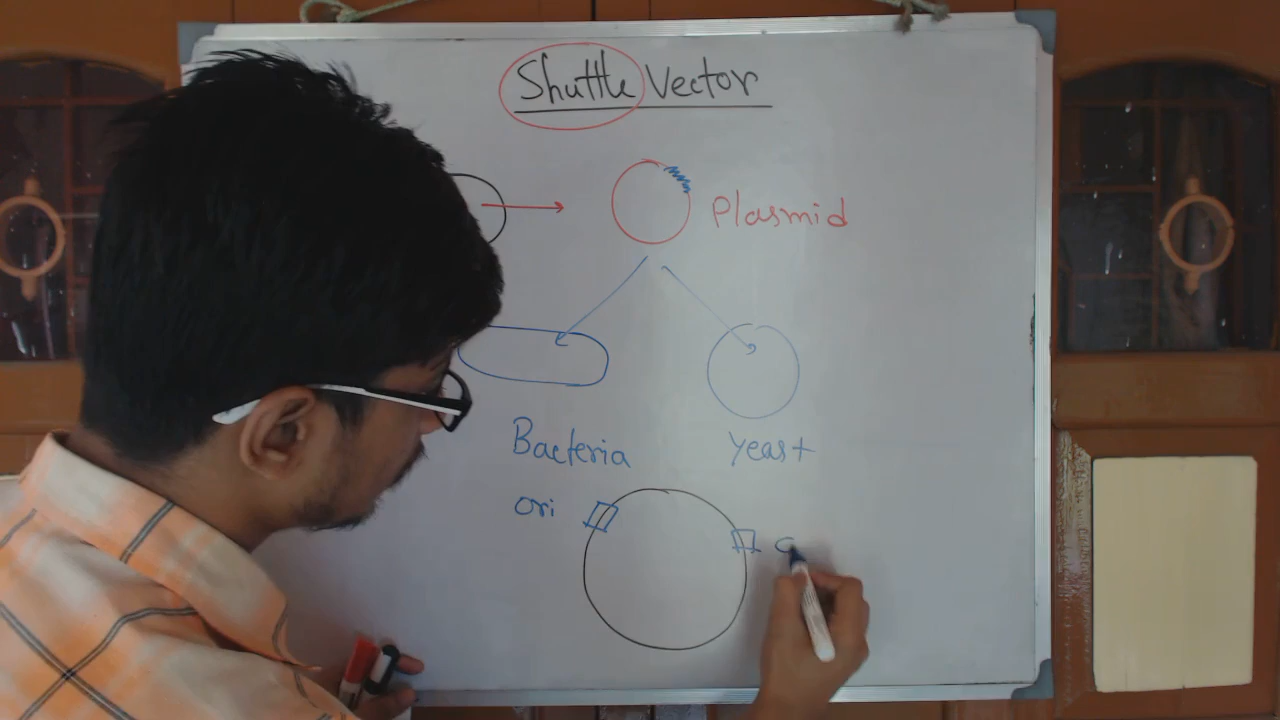 Shuttle Vector
Plasmid
Bacteria
Yeast
Ori